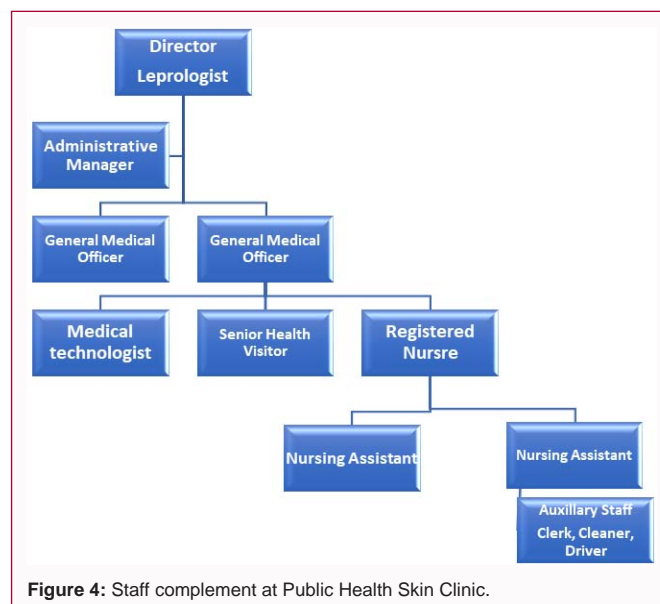 Director
Leprologist
Administrative
Manager
General Medical
Officer
General Medical
Officer
Medical
technologist
Senior Health
Visitor
Registered
Nursre
Nursing Assistant
Nursing Assistant
Auxillary Staff
Clerk, Cleaner,
Driver
Figure 4: Staff complement at Public Health Skin Clinic.